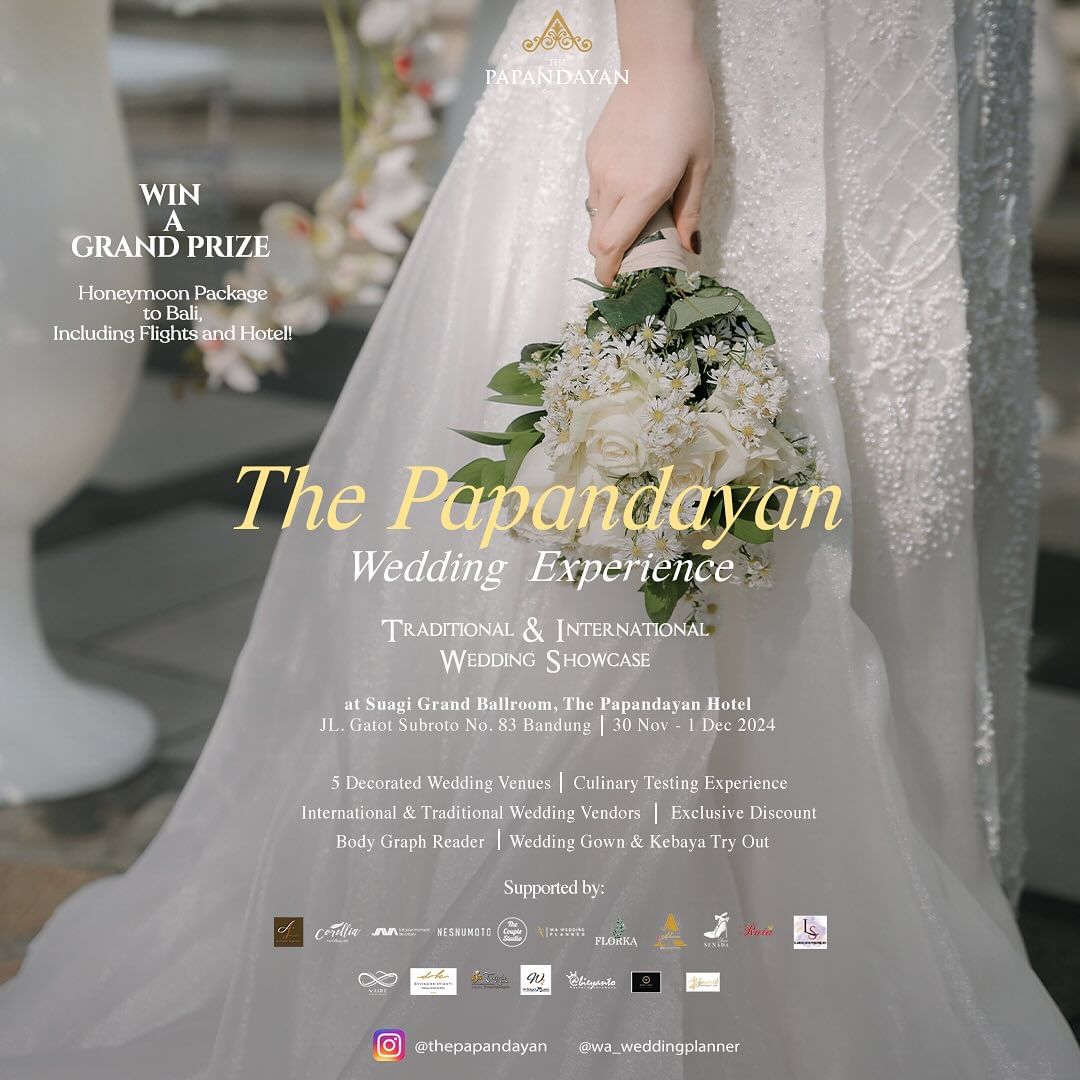 THE
PAPANDAYAN
WIN
A
GRAND PRIZE
Honeymoon Package
to Bali,
Including Flights and Hotel!
The Papandayan
Wedding Experience
Traditional & International
Wedding Showcase
at Suagi Grand Ballroom, The Papandayan Hotel
JL. Gatot Subroto No. 83 Bandung | 30 Nov - 1 Dec 2024
5 Decorated Wedding Venues | Culinary Testing Experience
International & Traditional Wedding Vendors | Exclusive Discount
Body Graph Reader | Wedding Gown & Kebaya Try Out
Supported by:
NESNUMOTO
The
Couple
Studio
WA WEDDING
PLANNER
FLORKA
SENADA
LS
@thepapandayan @wa_weddingplanner